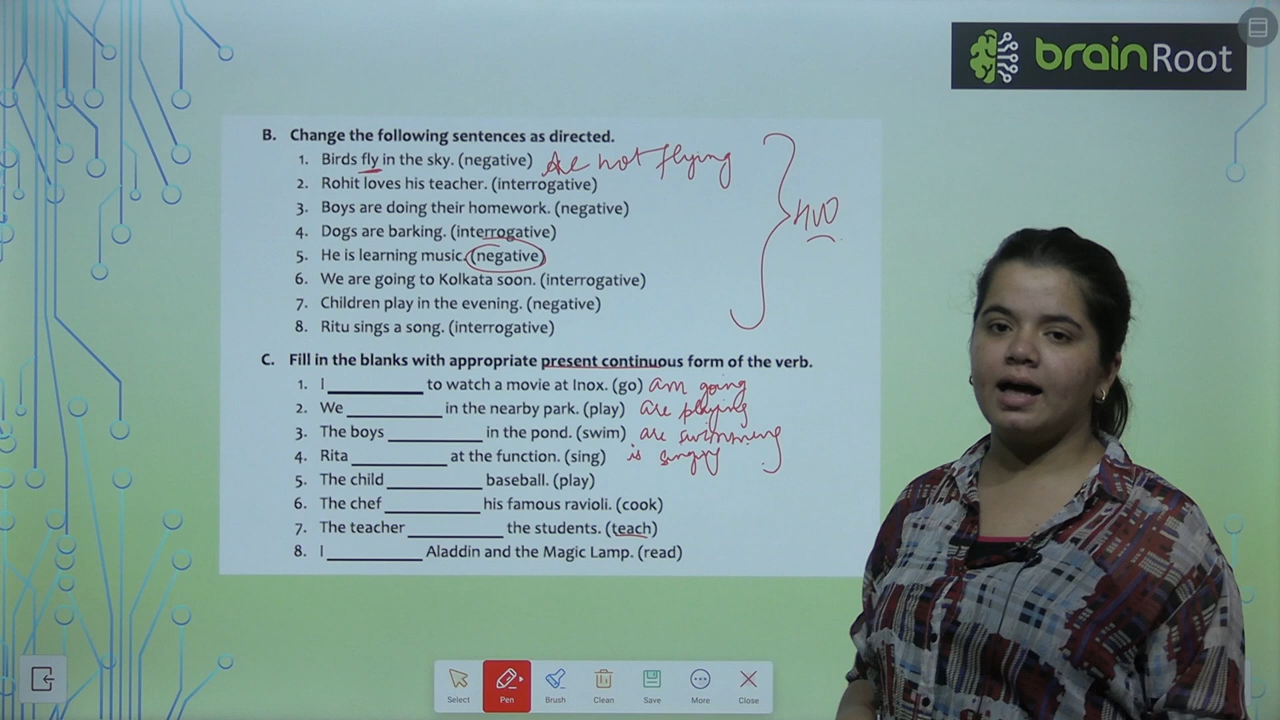 brainRoot
B. Change the following sentences as directed.
1. Birds fly in the sky. (negative) Are not flying
2. Rohit loves his teacher. (interrogative)
3. Boys are doing their homework. (negative)
4. Dogs are barking. (interrogative)
5. He is learning music. (negative)
6. We are going to Kolkata soon. (interrogative)
7. Children play in the evening. (negative)
8. Ritu sings a song. (interrogative)
C. Fill in the blanks with appropriate present continuous form of the verb.
1. I __________ to watch a movie at Inox. (go) am going
2. We __________ in the nearby park. (play) are playing
3. The boys __________ in the pond. (swim) are swimming
4. Rita __________ at the function. (sing) is singing
5. The child __________ baseball. (play)
6. The chef __________ his famous ravioli. (cook)
7. The teacher __________ the students. (teach)
8. I __________ Aladdin and the Magic Lamp. (read)
Select Pen Brush Clean Save More Close